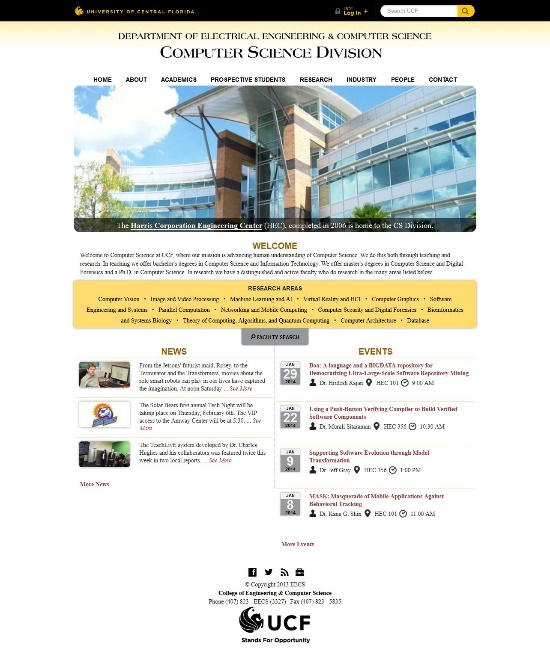 UNIVERSITY OF CENTRAL FLORIDA
Log In +
Search UCF
DEPARTMENT OF ELECTRICAL ENGINEERING & COMPUTER SCIENCE
COMPUTER SCIENCE DIVISION
HOME ABOUT ACADEMICS PROSPECTIVE STUDENTS RESEARCH INDUSTRY PEOPLE CONTACT
The Harris Corporation Engineering Center (HEC), completed in 2006 is home to the CS Division.
WELCOME
Welcome to Computer Science at UCF, where our mission is advancing human understanding of Computer Science. We do this both through teaching and
research. In teaching we offer bachelor's degrees in Computer Science and Information Technology. We offer master's degrees in Computer Science and Digital
Forensics and a Ph.D. in Computer Science. In research we have a distinguished and active faculty who do research in the many areas listed below.
RESEARCH AREAS
Computer Vision • Image and Video Processing • Machine Learning and AI • Virtual Reality and HCI • Computer Graphics • Software
Engineering and Systems • Parallel Computation • Networking and Mobile Computing • Computer Security and Digital Forensics • Bioinformatics
and Systems Biology • Theory of Computing, Algorithms, and Quantum Computing • Computer Architecture • Database
FACULTY SEARCH
NEWS
From the Jetsons' futurist maid, Rosey, to the
Terminator and the Transformers, movies about the
role smart robots can play in our lives have captured
the imagination. At noon Saturday ... See More
The Solar Bears first annual Tech Night will be
taking place on Thursday, February 6th. The VIP
access to the Amway Center will be at 5:30, ... See
More
The TeachLivE system developed by Dr. Charles
Hughes and his collaborators was featured twice this
week in two local reports. ... See More
More News
EVENTS
JAN
29
2014
Boa: A language and a BIGDATA repository for
Democratizing Ultra-Large-Scale Software Repository Mining
Dr. Hridesh Rajan HEC 101 9:00 AM
JAN
22
2014
Using a Push-Button Verifying Compiler to Build Verified
Software Components
Dr. Murali Sitaraman HEC 356 10:30 AM
JAN
9
2014
Supporting Software Evolution through Model
Transformation
Dr. Jeff Gray HEC 356 1:00 PM
JAN
8
2014
MASK: Masquerade of Mobile Applications Against
Behavioral Tracking
Dr. Kang G. Shin HEC 101 11:00 AM
More Events
© Copyright 2013 EECS
College of Engineering & Computer Science
Phone (407) 823 - EECS (3327) Fax (407) 823 - 5835
UCF
Stands For Opportunity